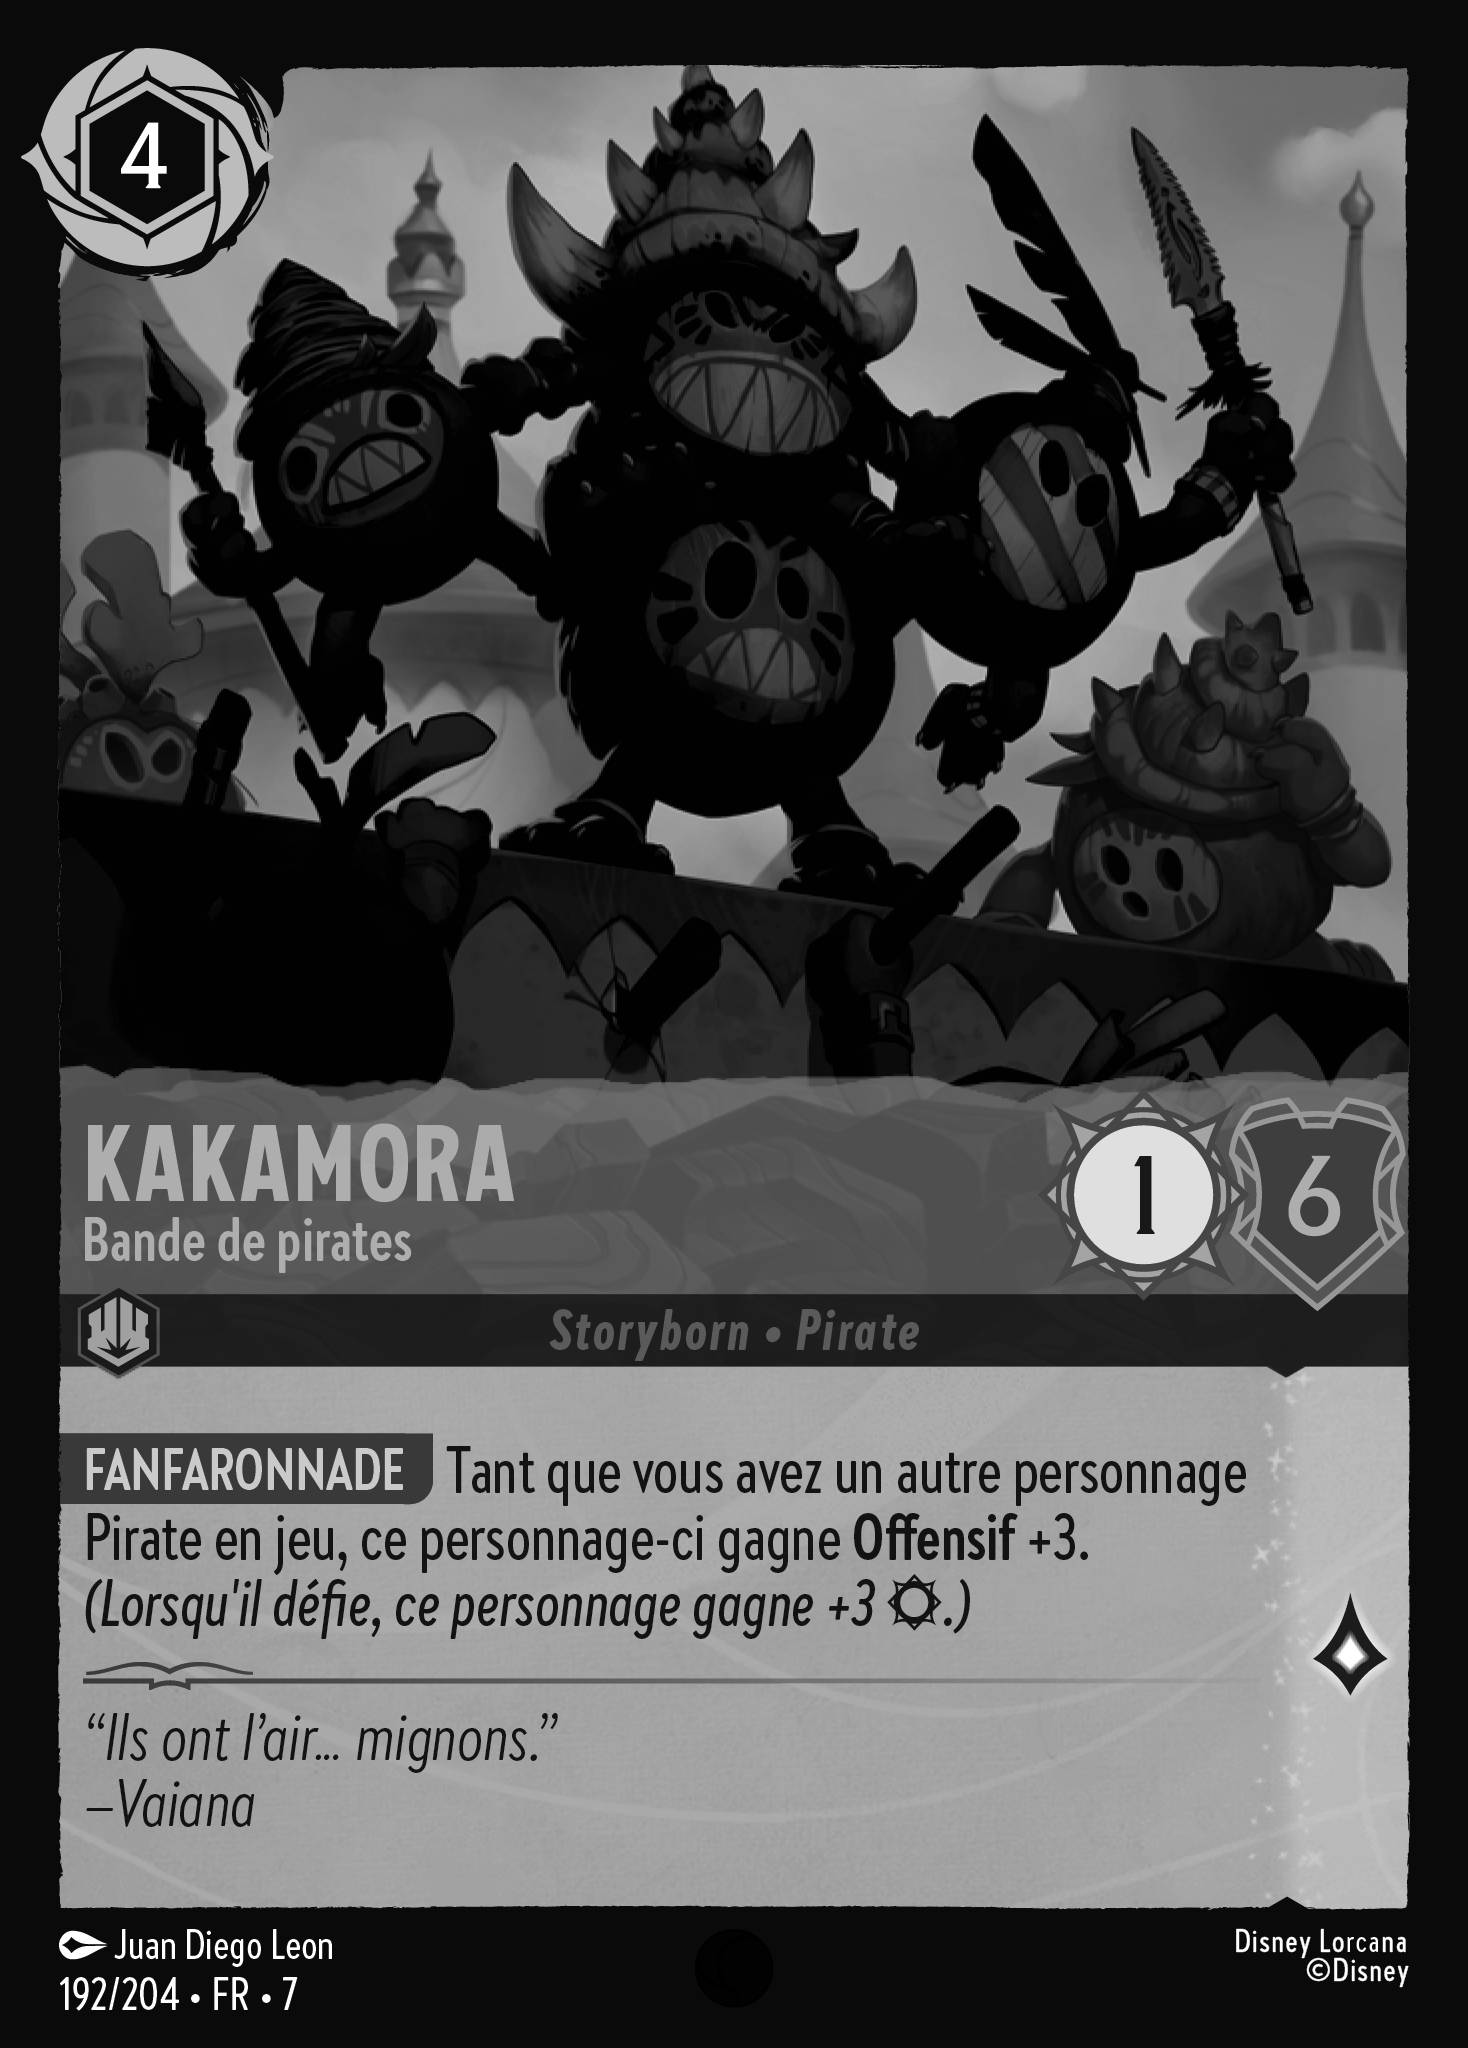 4
KAKAMORA
Bande de pirates
1
6
Storyborn • Pirate
FANFARONNADE Tant que vous avez un autre personnage
Pirate en jeu, ce personnage-ci gagne Offensif +3.
(Lorsqu'il défie, ce personnage gagne +3 .)
“Ils ont l’air... mignons.”
–Vaiana
Juan Diego Leon
192/204 • FR • 7
Disney Lorcana
©Disney